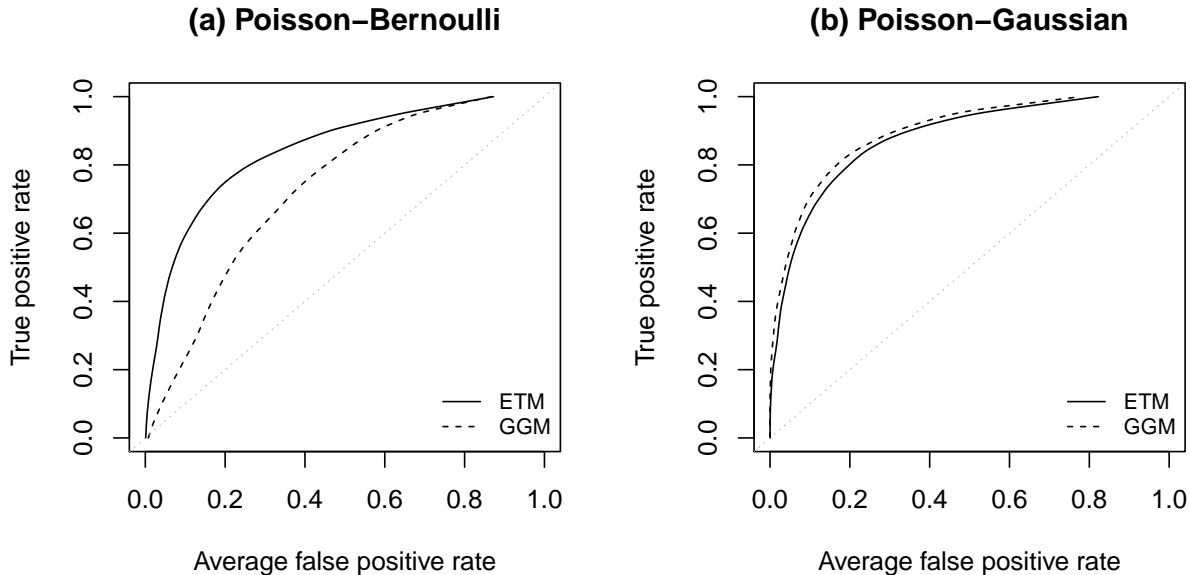 (a) Poisson−Bernoulli
True positive rate
1.0
0.8
0.6
0.4
0.2
0.0
ETM
GGM
0.0 0.2 0.4 0.6 0.8 1.0
Average false positive rate
(b) Poisson−Gaussian
True positive rate
1.0
0.8
0.6
0.4
0.2
0.0
ETM
GGM
0.0 0.2 0.4 0.6 0.8 1.0
Average false positive rate